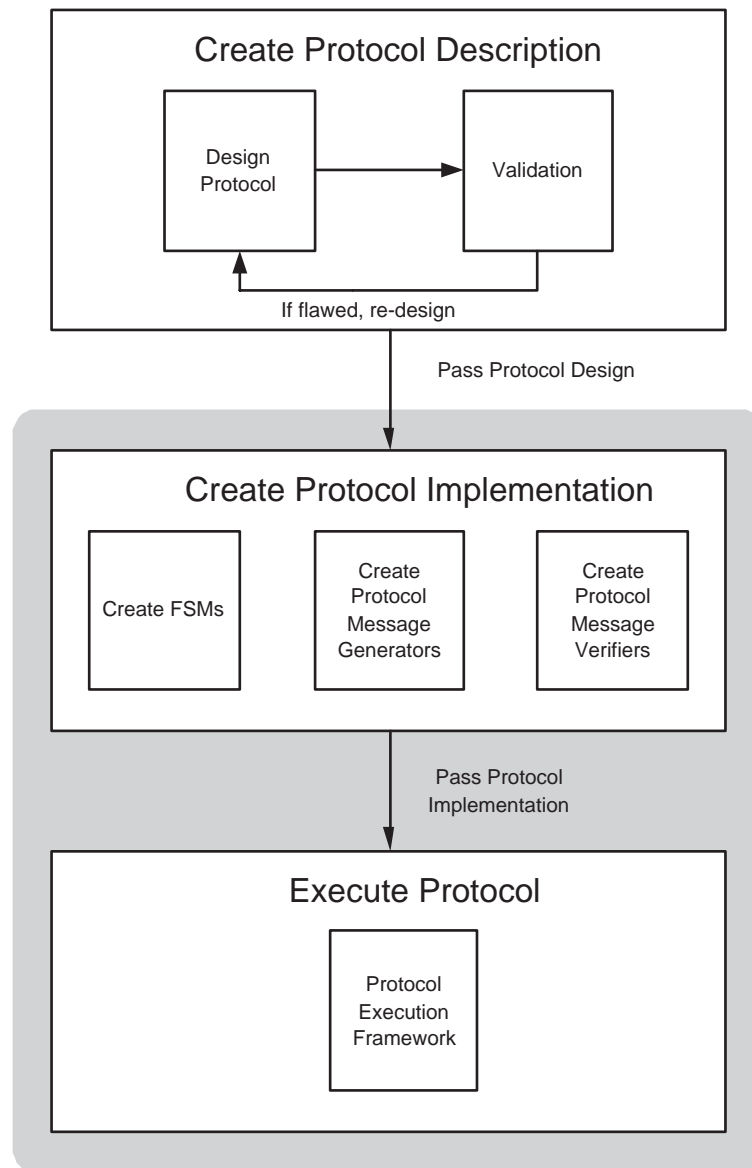 Create Protocol Description
Design
Protocol
Validation
If flawed, re-design
Pass Protocol Design
Create Protocol Implementation
Create FSMs
Create
Protocol
Message
Generators
Create
Protocol
Message
Verifiers
Pass Protocol
Implementation
Execute Protocol
Protocol
Execution
Framework